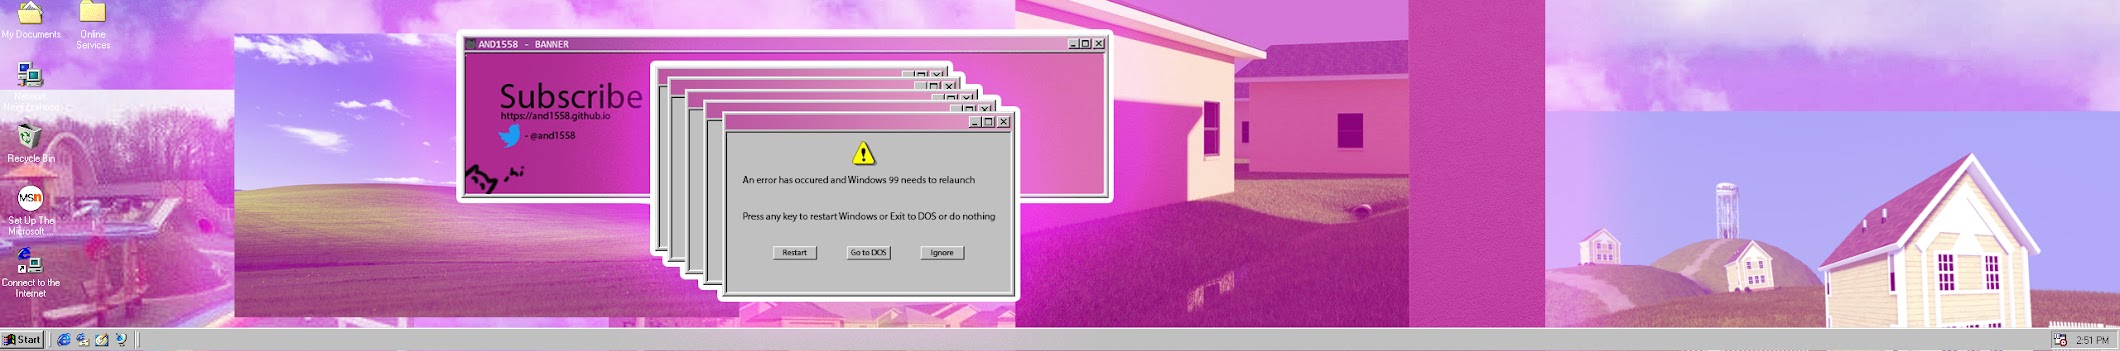 My Documents
Online
Services
Network
Neighborhood
Recycle Bin
MSN
Set Up The
Microsoft ...
Connect to the
Internet
AND1558 - BANNER
Subscribe
https://and1558.github.io
- @and1558
hi
An error has occured and Windows 99 needs to relaunch
Press any key to restart Windows or Exit to DOS or do nothing
Restart
Go to DOS
Ignore
Start
2:51 PM